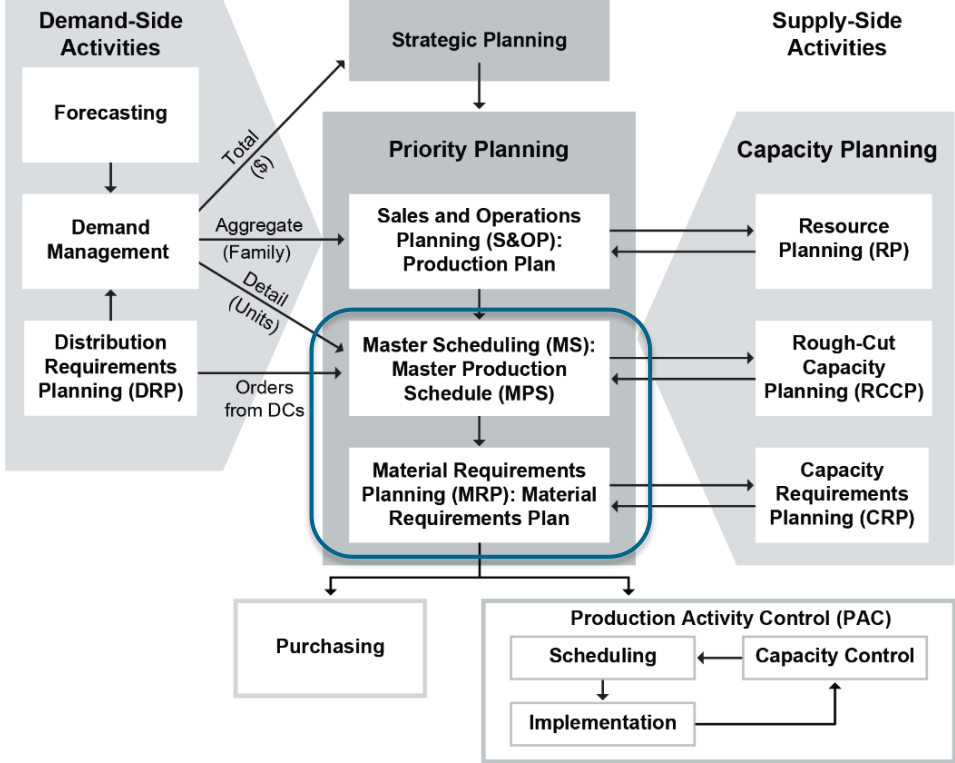 Demand-Side
Activities
Forecasting
Demand
Management
Distribution
Requirements
Planning (DRP)
Total
($)
Aggregate
(Family)
Detail
(Units)
Orders
from DCs
Strategic Planning
Priority Planning
Sales and Operations
Planning (S&OP):
Production Plan
Master Scheduling (MS):
Master Production
Schedule (MPS)
Material Requirements
Planning (MRP): Material
Requirements Plan
Supply-Side
Activities
Capacity Planning
Resource
Planning (RP)
Rough-Cut
Capacity
Planning (RCCP)
Capacity
Requirements
Planning (CRP)
Purchasing
Production Activity Control (PAC)
Scheduling
Capacity Control
Implementation